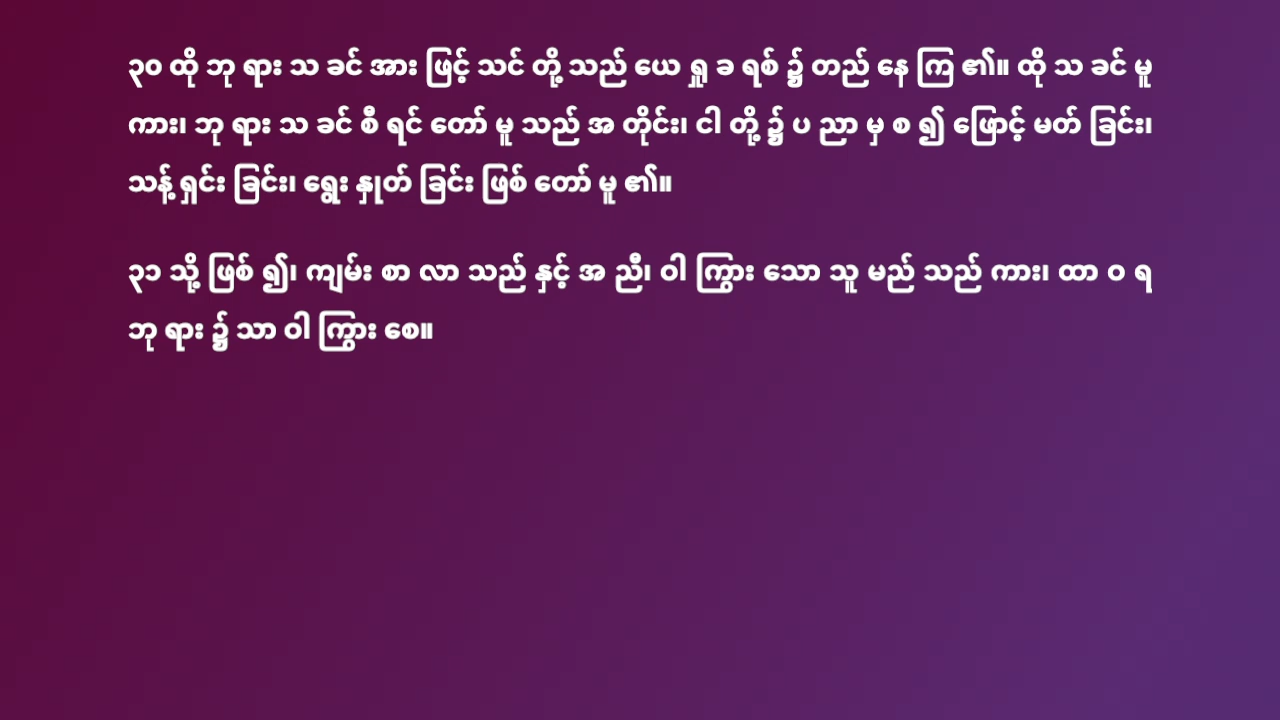 ၃၀ ထို ဘု ရား သ ခင် အား ဖြင့် သင် တို့ သည် ယေ ရှု ခ ရစ် ၌ တည် နေ ကြ ၏။ ထို သ ခင် မူ
ကား၊ ဘု ရား သ ခင် စီ ရင် တော် မူ သည် အ တိုင်း၊ ငါ တို့ ၌ ပ ညာ မှ စ ၍ ဖြောင့် မတ် ခြင်း၊
သန့် ရှင်း ခြင်း၊ ရွေး နှုတ် ခြင်း ဖြစ် တော် မူ ၏။
၃၁ သို့ ဖြစ် ၍၊ ကျမ်း စာ လာ သည် နှင့် အ ညီ၊ ဝါ ကြွား သော သူ မည် သည် ကား၊ ထာ ဝ ရ
ဘု ရား ၌ သာ ဝါ ကြွား စေ။